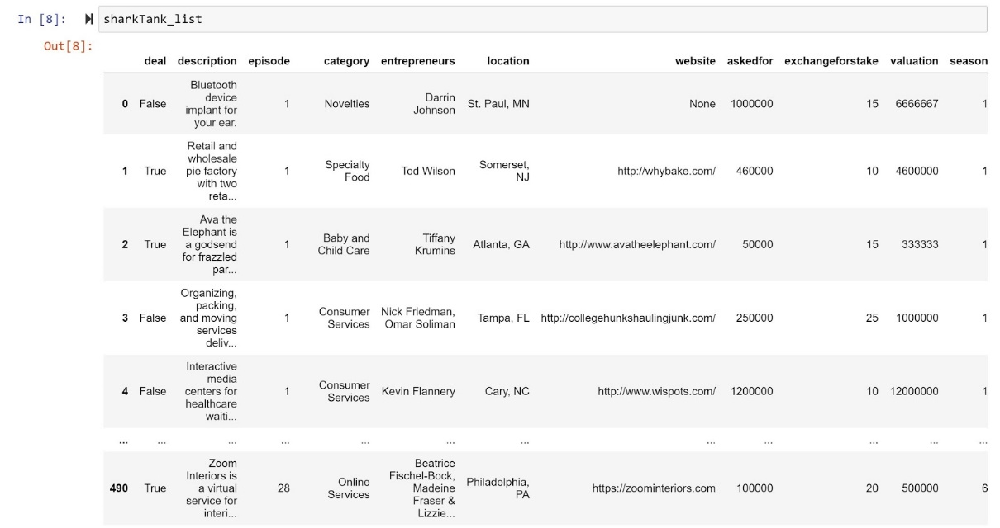 In [8]: sharkTank_list
Out[8]:
deal description episode category entrepreneurs location website askedfor exchangeforstake valuation season
0 False Bluetooth device implant for your ear. 1 Novelties Darrin Johnson St. Paul, MN None 1000000 15 6666667 1
1 True Retail and wholesale pie factory with two reta... 1 Specialty Food Tod Wilson Somerset, NJ http://whybake.com/ 460000 10 4600000 1
2 True Ava the Elephant is a godsend for frazzled par... 1 Baby and Child Care Tiffany Krumins Atlanta, GA http://www.avatheelephant.com/ 50000 15 333333 1
3 False Organizing, packing, and moving services deliv... 1 Consumer Services Nick Friedman, Omar Soliman Tampa, FL http://collegehunkshaulingjunk.com/ 250000 25 1000000 1
4 False Interactive media centers for healthcare waiti... 1 Consumer Services Kevin Flannery Cary, NC http://www.wispots.com/ 1200000 10 12000000 1
... ... ... ... ... ... ... ... ... ... ... ...
490 True Zoom Interiors is a virtual service for interi... 28 Online Services Beatrice Fischel-Bock, Madeine Fraser & Lizzie... Philadelphia, PA https://zoominteriors.com 100000 20 500000 6